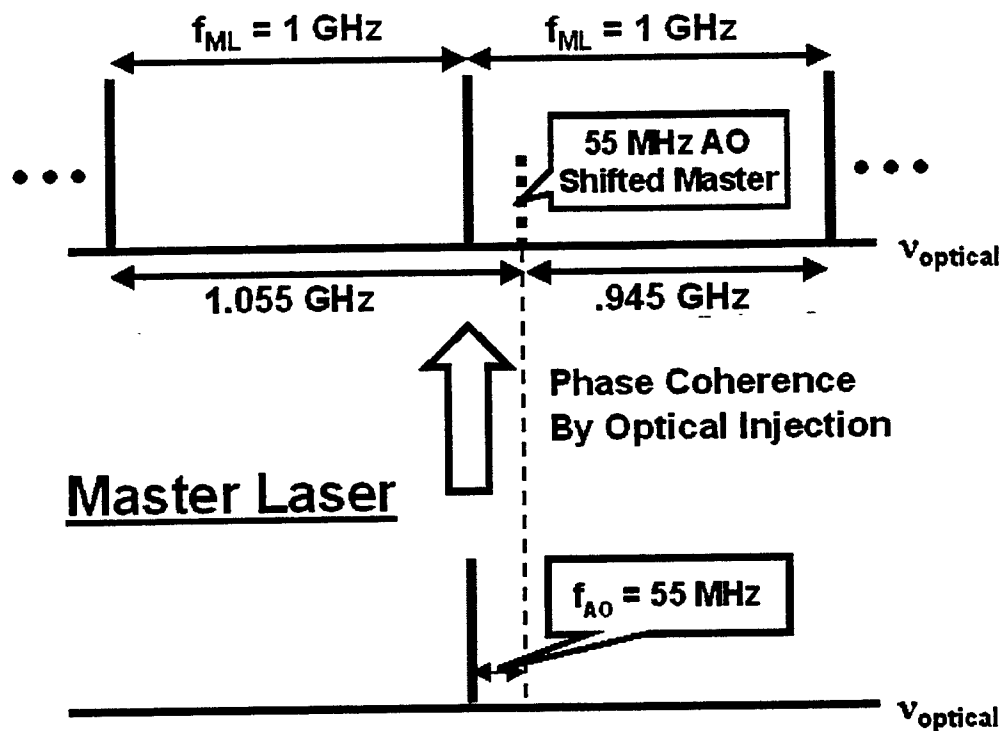 f_ML = 1 GHz
f_ML = 1 GHz
55 MHz AO
Shifted Master
ν_optical
1.055 GHz
.945 GHz
Phase Coherence
By Optical Injection
Master Laser
f_AO = 55 MHz
ν_optical